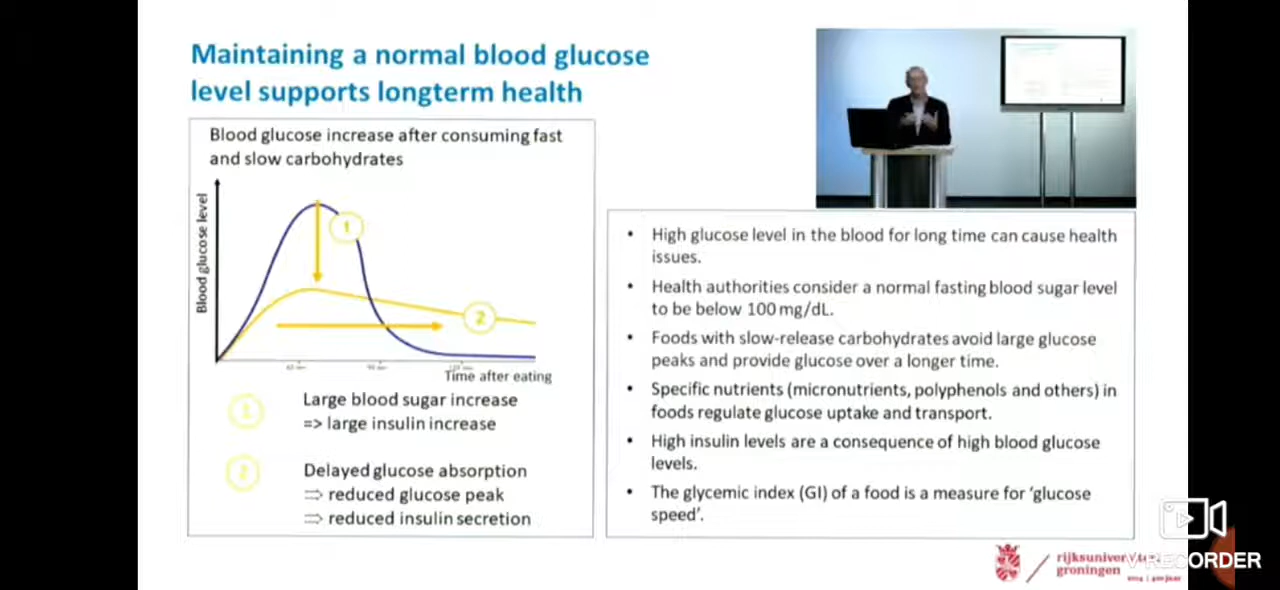 Maintaining a normal blood glucose
level supports longterm health
Blood glucose increase after consuming fast
and slow carbohydrates
Blood glucose level
1
2
Time after eating
1
Large blood sugar increase
=> large insulin increase
2
Delayed glucose absorption
⇒ reduced glucose peak
⇒ reduced insulin secretion
• High glucose level in the blood for long time can cause health
issues.
• Health authorities consider a normal fasting blood sugar level
to be below 100 mg/dL.
• Foods with slow-release carbohydrates avoid large glucose
peaks and provide glucose over a longer time.
• Specific nutrients (micronutrients, polyphenols and others) in
foods regulate glucose uptake and transport.
• High insulin levels are a consequence of high blood glucose
levels.
• The glycemic index (GI) of a food is a measure for 'glucose
speed'.
groningen
V RECORDER